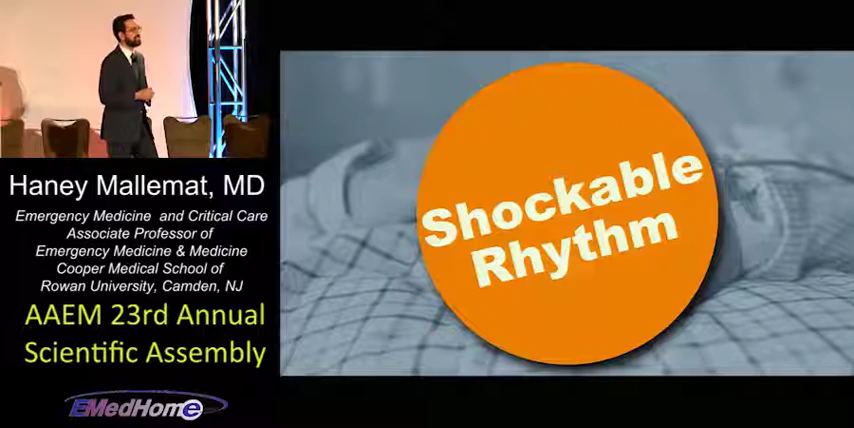 Haney Mallemat, MD
Emergency Medicine and Critical Care
Associate Professor of
Emergency Medicine & Medicine
Cooper Medical School of
Rowan University, Camden, NJ
AAEM 23rd Annual
Scientific Assembly
EMedHome
Shockable
Rhythm